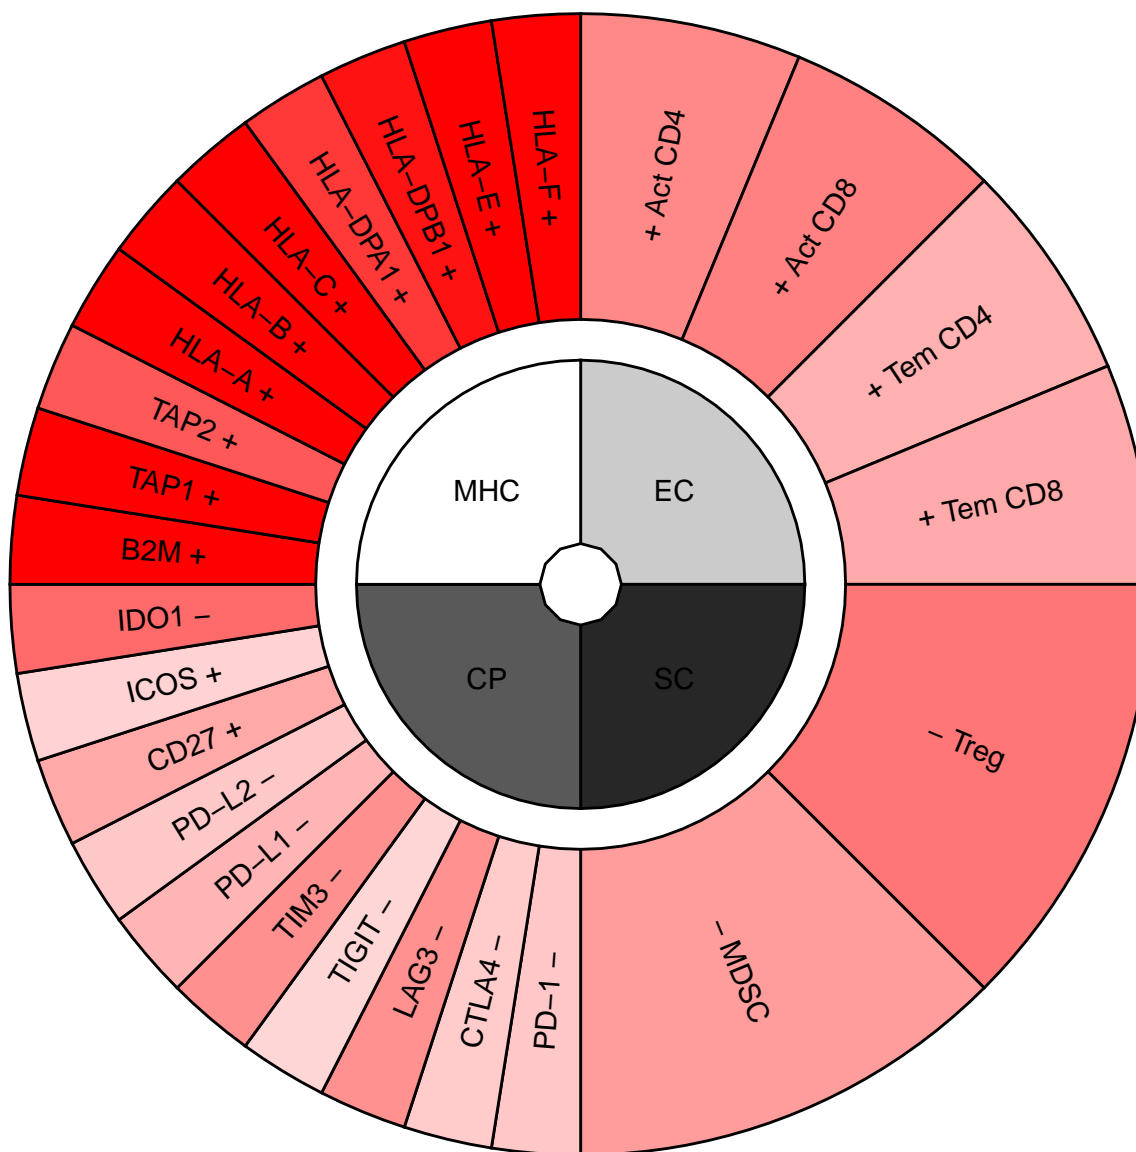 + Act CD4
+ Act CD8
+ Tem CD4
+ Tem CD8
– Treg
– MDSC
PD–1 –
CTLA4 –
LAG3 –
TIGIT –
TIM3 –
PD–L1 –
PD–L2 –
CD27 +
ICOS +
IDO1 –
B2M +
TAP1 +
TAP2 +
HLA–A +
HLA–B +
HLA–C +
HLA–DPA1 +
HLA–DPB1 +
HLA–E +
HLA–F +
MHC
EC
CP
SC